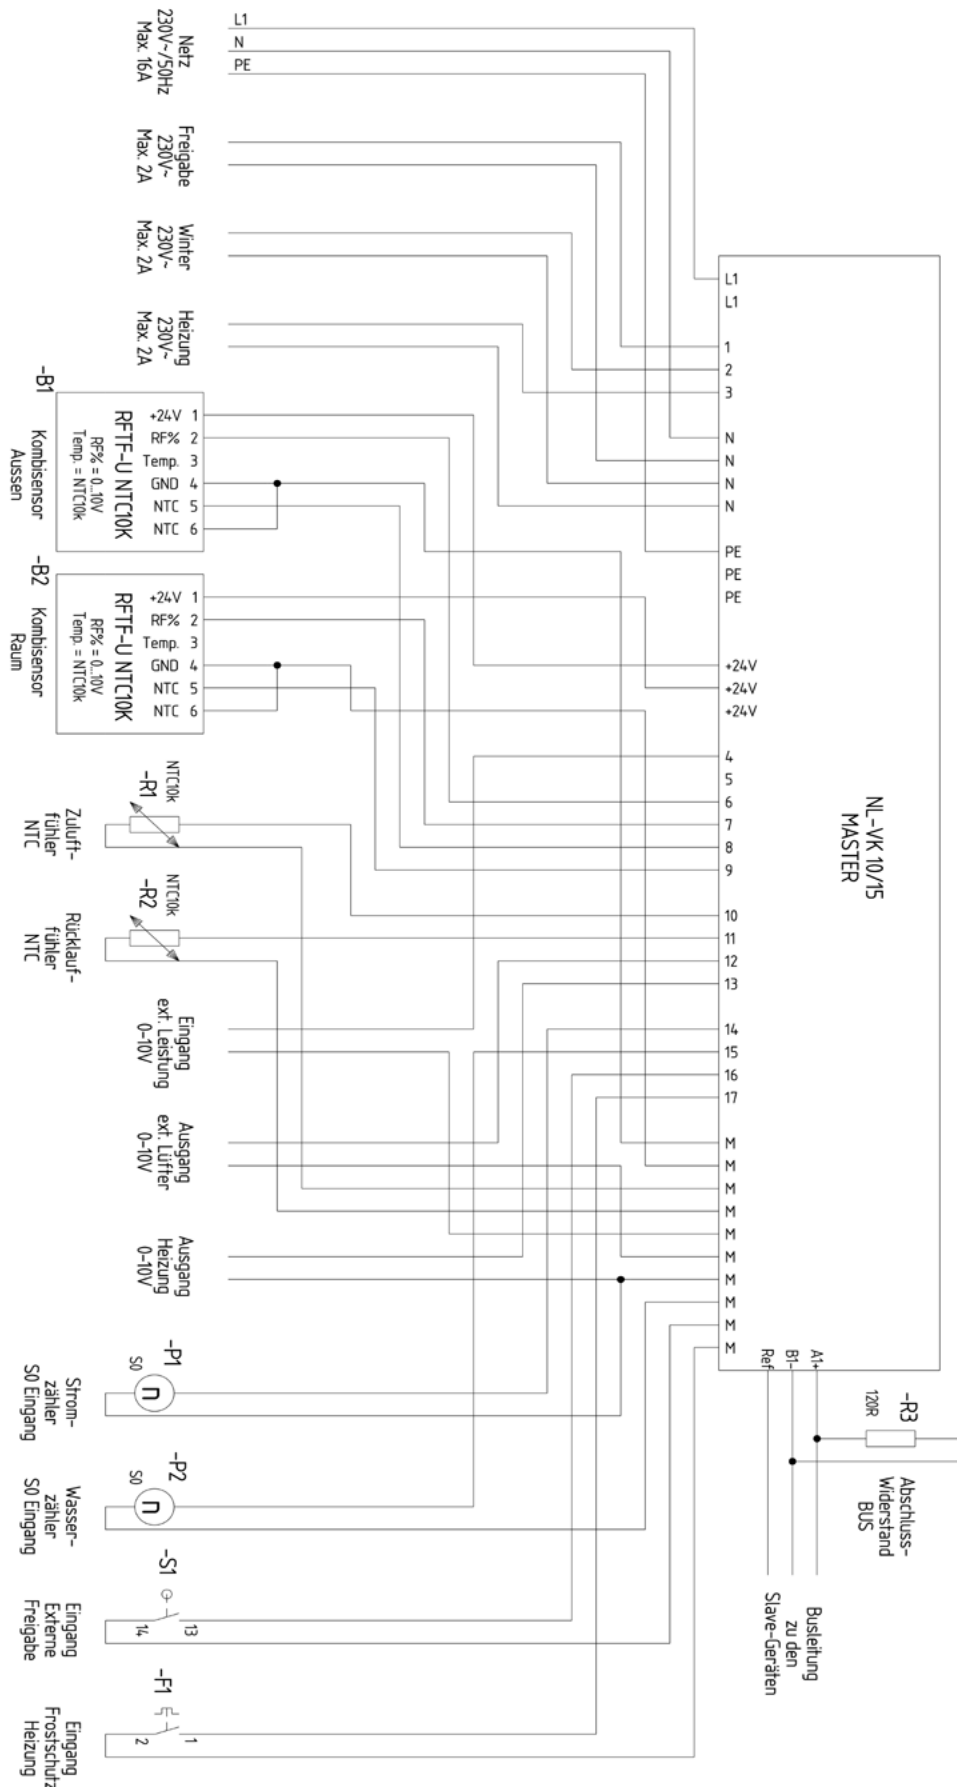 L1
N
PE
Netz
230V~/50Hz
Max. 16A
Freigabe
230V~
Max. 2A
Winter
230V~
Max. 2A
Heizung
230V~
Max. 2A
-B1
Kombisensor
Aussen
RFTF-U NTC10K
RF% = 0..10V
Temp. = NTC10k
+24V 1
RF% 2
Temp. 3
GND 4
NTC 5
NTC 6
-B2
Kombisensor
Raum
RFTF-U NTC10K
RF% = 0..10V
Temp. = NTC10k
+24V 1
RF% 2
Temp. 3
GND 4
NTC 5
NTC 6
-R1
NTC10k
Zuluft-
fühler
NTC
-R2
NTC10k
Rücklauf-
fühler
NTC
Eingang
ext. Leistung
0-10V
Ausgang
ext. Lüfter
0-10V
Ausgang
Heizung
0-10V
-P1
S0
Strom-
zähler
S0 Eingang
-P2
S0
Wasser-
zähler
S0 Eingang
-S1
13
14
Eingang
Externe
Freigabe
-F1
1
2
Eingang
Frostschutz
Heizung
NL-VK 10/15
MASTER
L1
L1
1
2
3
N
N
N
N
PE
PE
PE
+24V
+24V
+24V
4
5
6
7
8
9
10
11
12
13
14
15
16
17
M
M
M
M
M
M
M
M
M
M
Ref
B1-
A1+
-R3
120R
Abschluss-
Widerstand
BUS
Busleitung
zu den
Slave-Geräten